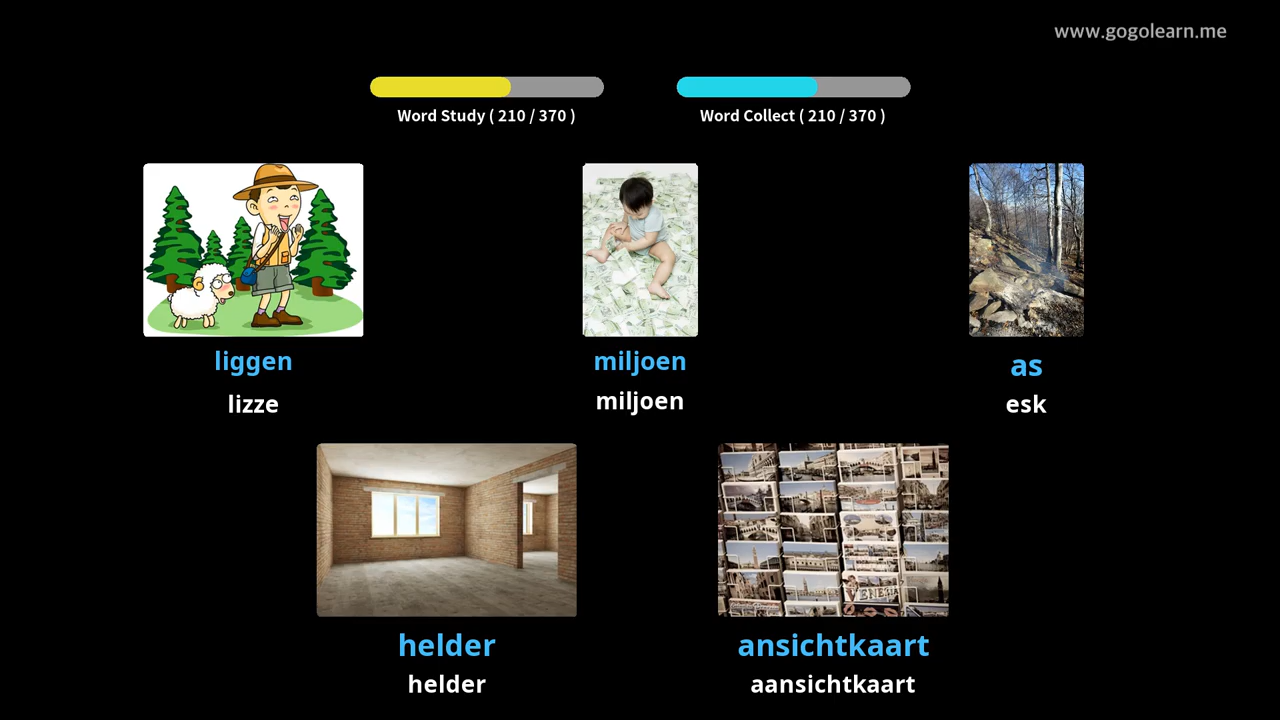 www.gogolearn.me
Word Study ( 210 / 370 )
Word Collect ( 210 / 370 )
liggen
lizze
miljoen
miljoen
as
esk
helder
helder
ansichtkaart
aansichtkaart